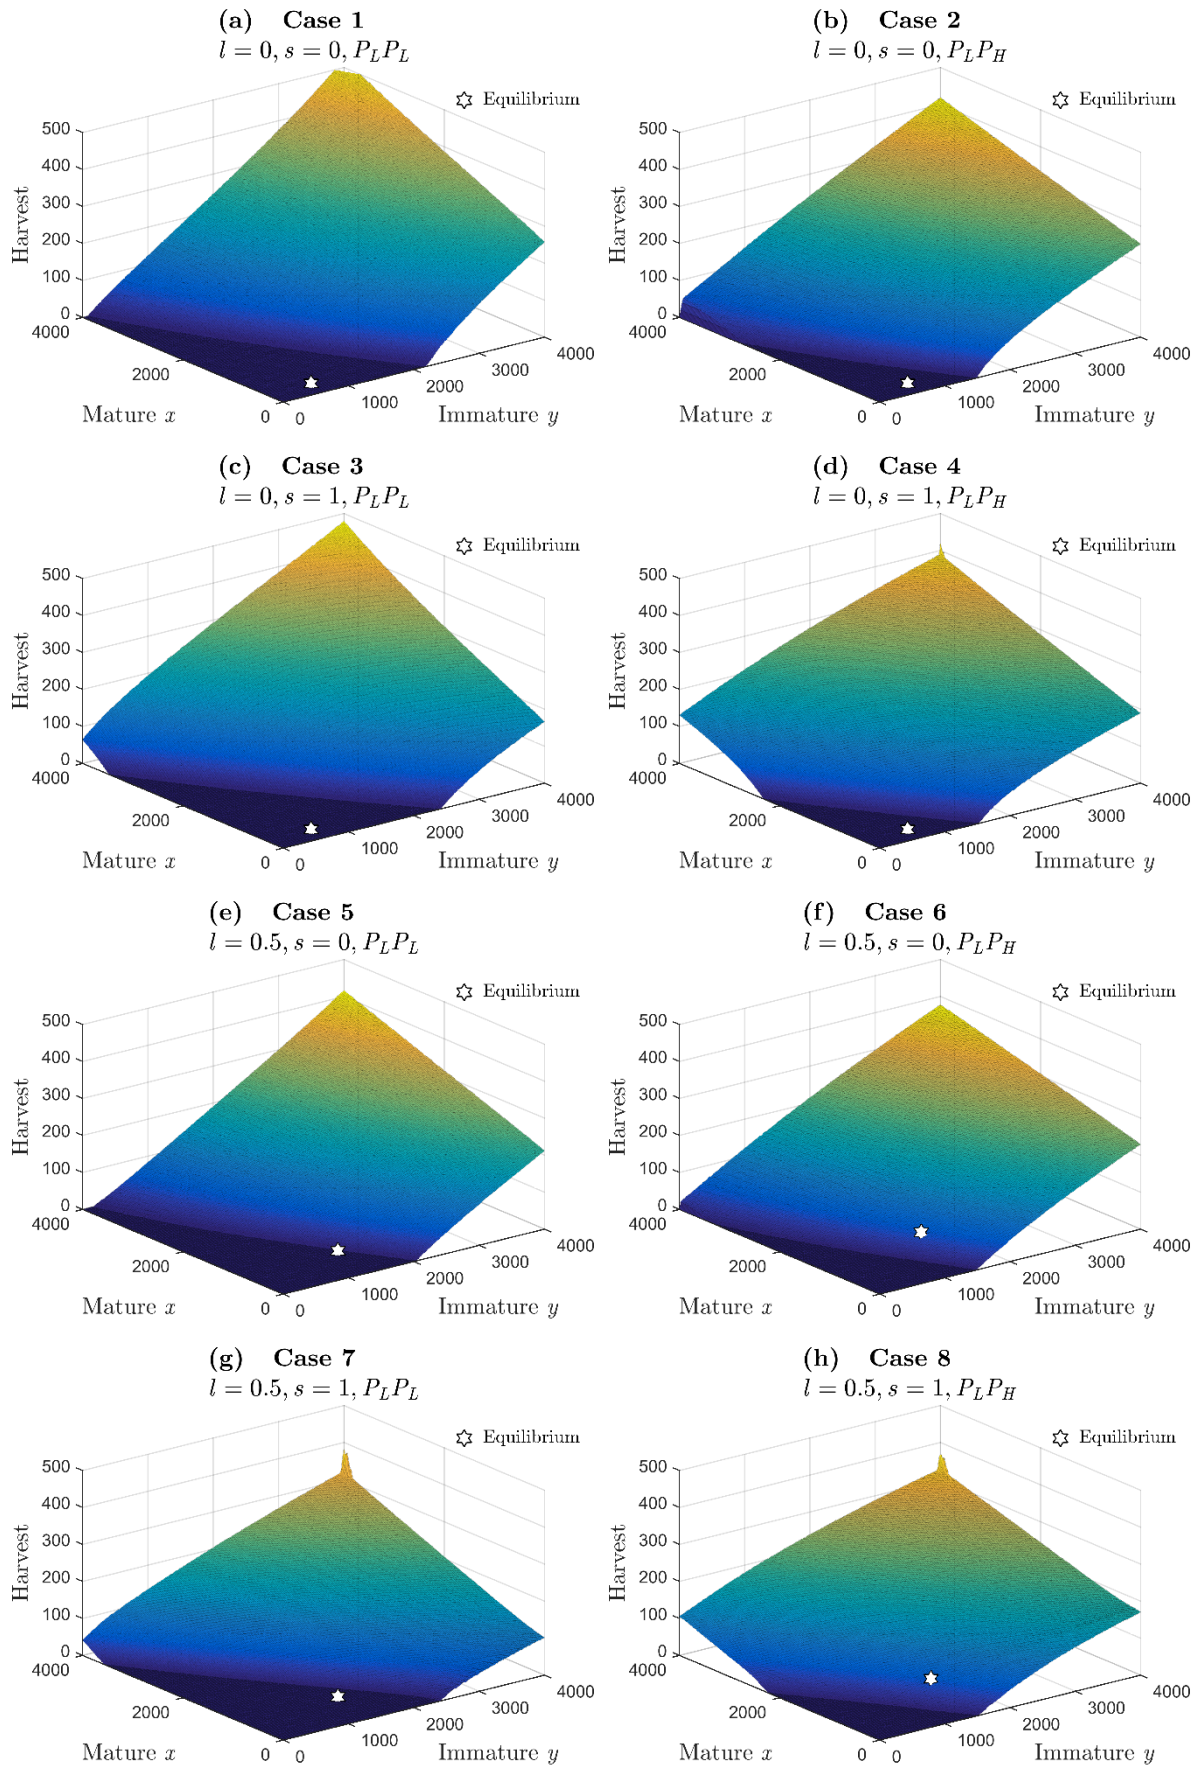 (a) Case 1
l = 0, s = 0, P_L P_L
Equilibrium
500
400
300
200
100
0
Harvest
4000
2000
0
Mature x
0
1000
2000
3000
4000
Immature y
(b) Case 2
l = 0, s = 0, P_L P_H
Equilibrium
500
400
300
200
100
0
Harvest
4000
2000
0
Mature x
0
1000
2000
3000
4000
Immature y
(c) Case 3
l = 0, s = 1, P_L P_L
Equilibrium
500
400
300
200
100
0
Harvest
4000
2000
0
Mature x
0
1000
2000
3000
4000
Immature y
(d) Case 4
l = 0, s = 1, P_L P_H
Equilibrium
500
400
300
200
100
0
Harvest
4000
2000
0
Mature x
0
1000
2000
3000
4000
Immature y
(e) Case 5
l = 0.5, s = 0, P_L P_L
Equilibrium
500
400
300
200
100
0
Harvest
4000
2000
0
Mature x
0
1000
2000
3000
4000
Immature y
(f) Case 6
l = 0.5, s = 0, P_L P_H
Equilibrium
500
400
300
200
100
0
Harvest
4000
2000
0
Mature x
0
1000
2000
3000
4000
Immature y
(g) Case 7
l = 0.5, s = 1, P_L P_L
Equilibrium
500
400
300
200
100
0
Harvest
4000
2000
0
Mature x
0
1000
2000
3000
4000
Immature y
(h) Case 8
l = 0.5, s = 1, P_L P_H
Equilibrium
500
400
300
200
100
0
Harvest
4000
2000
0
Mature x
0
1000
2000
3000
4000
Immature y